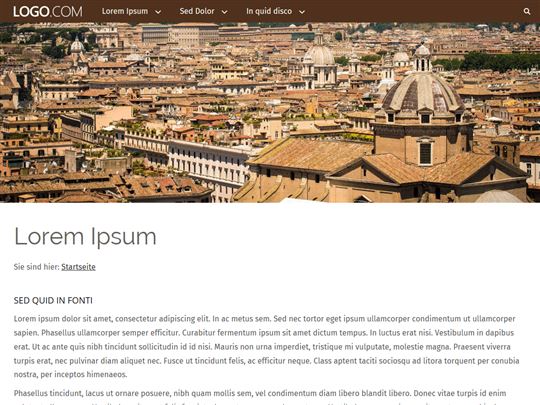 LOGO.COM
Lorem Ipsum
Sed Dolor
In quid disco
Lorem Ipsum
Sie sind hier: Startseite
SED QUID IN FONTI
Lorem ipsum dolor sit amet, consectetur adipiscing elit. In ac metus sem. Sed nec tortor eget ipsum ullamcorper condimentum ut ullamcorper
sapien. Phasellus ullamcorper semper efficitur. Curabitur fermentum ipsum sit amet dictum tempus. In luctus erat nisi. Vestibulum in dapibus
erat. Ut ac ante quis nibh tincidunt sollicitudin id id nisi. Mauris non urna imperdiet, tristique mi vulputate, molestie magna. Praesent viverra
turpis erat, nec pulvinar diam aliquet nec. Fusce ut tincidunt felis, ac efficitur neque. Class aptent taciti sociosqu ad litora torquent per conubia
nostra, per inceptos himenaeos.
Phasellus tincidunt, lacus ut ornare posuere, nibh quam mollis sem, vel condimentum diam libero blandit turpis. Donec vitae turpis id enim